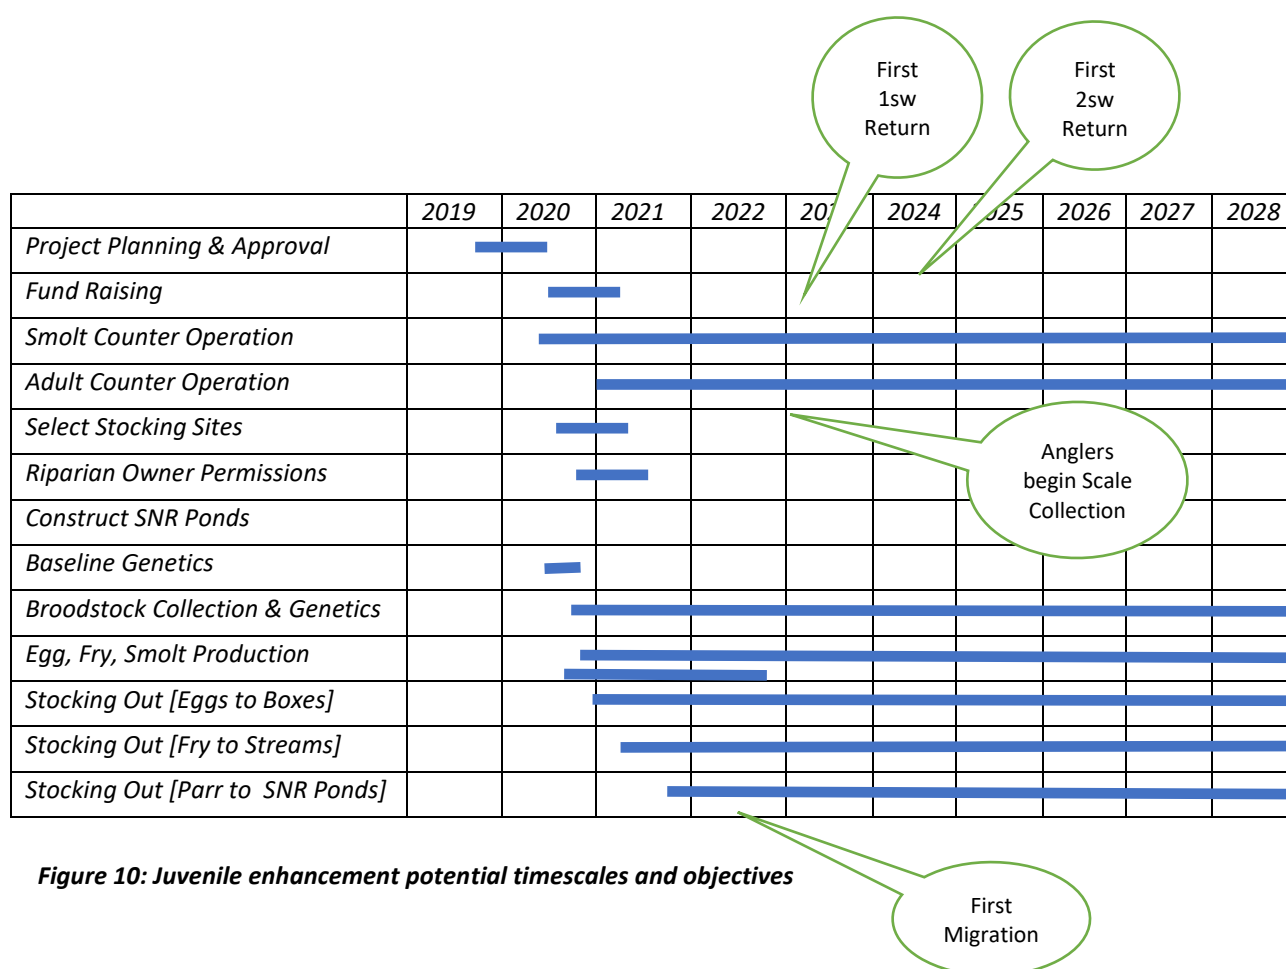 First
1sw
Return
First
2sw
Return
2019 2020 2021 2022 2024 2025 2026 2027 2028
Project Planning & Approval
Fund Raising
Smolt Counter Operation
Adult Counter Operation
Select Stocking Sites
Riparian Owner Permissions
Anglers
begin Scale
Collection
Construct SNR Ponds
Baseline Genetics
Broodstock Collection & Genetics
Egg, Fry, Smolt Production
Stocking Out [Eggs to Boxes]
Stocking Out [Fry to Streams]
Stocking Out [Parr to SNR Ponds]
Figure 10: Juvenile enhancement potential timescales and objectives
First
Migration